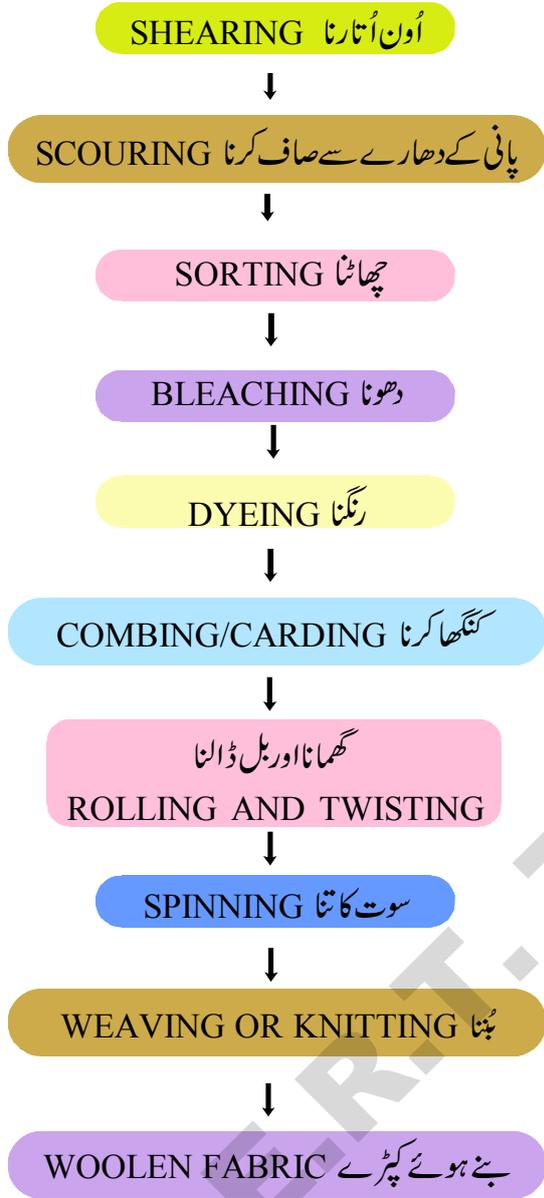 SHEARING اُون اُتارنا
SCOURING پانی کے دھارے سے صاف کرنا
SORTING چھاٹنا
BLEACHING دھونا
DYEING رنگنا
COMBING/CARDING کنگھا کرنا
گھمانا اور بل ڈالنا
ROLLING AND TWISTING
SPINNING سوت کاتنا
WEAVING OR KNITTING بُننا
WOOLEN FABRIC بنے ہوئے کپڑے
E.R.T.